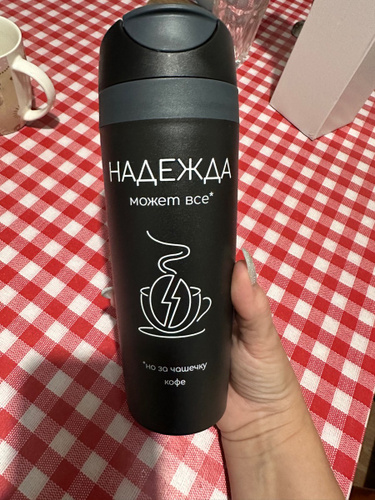 НАДЕЖДА
может все*
*но за чашечку
кофе